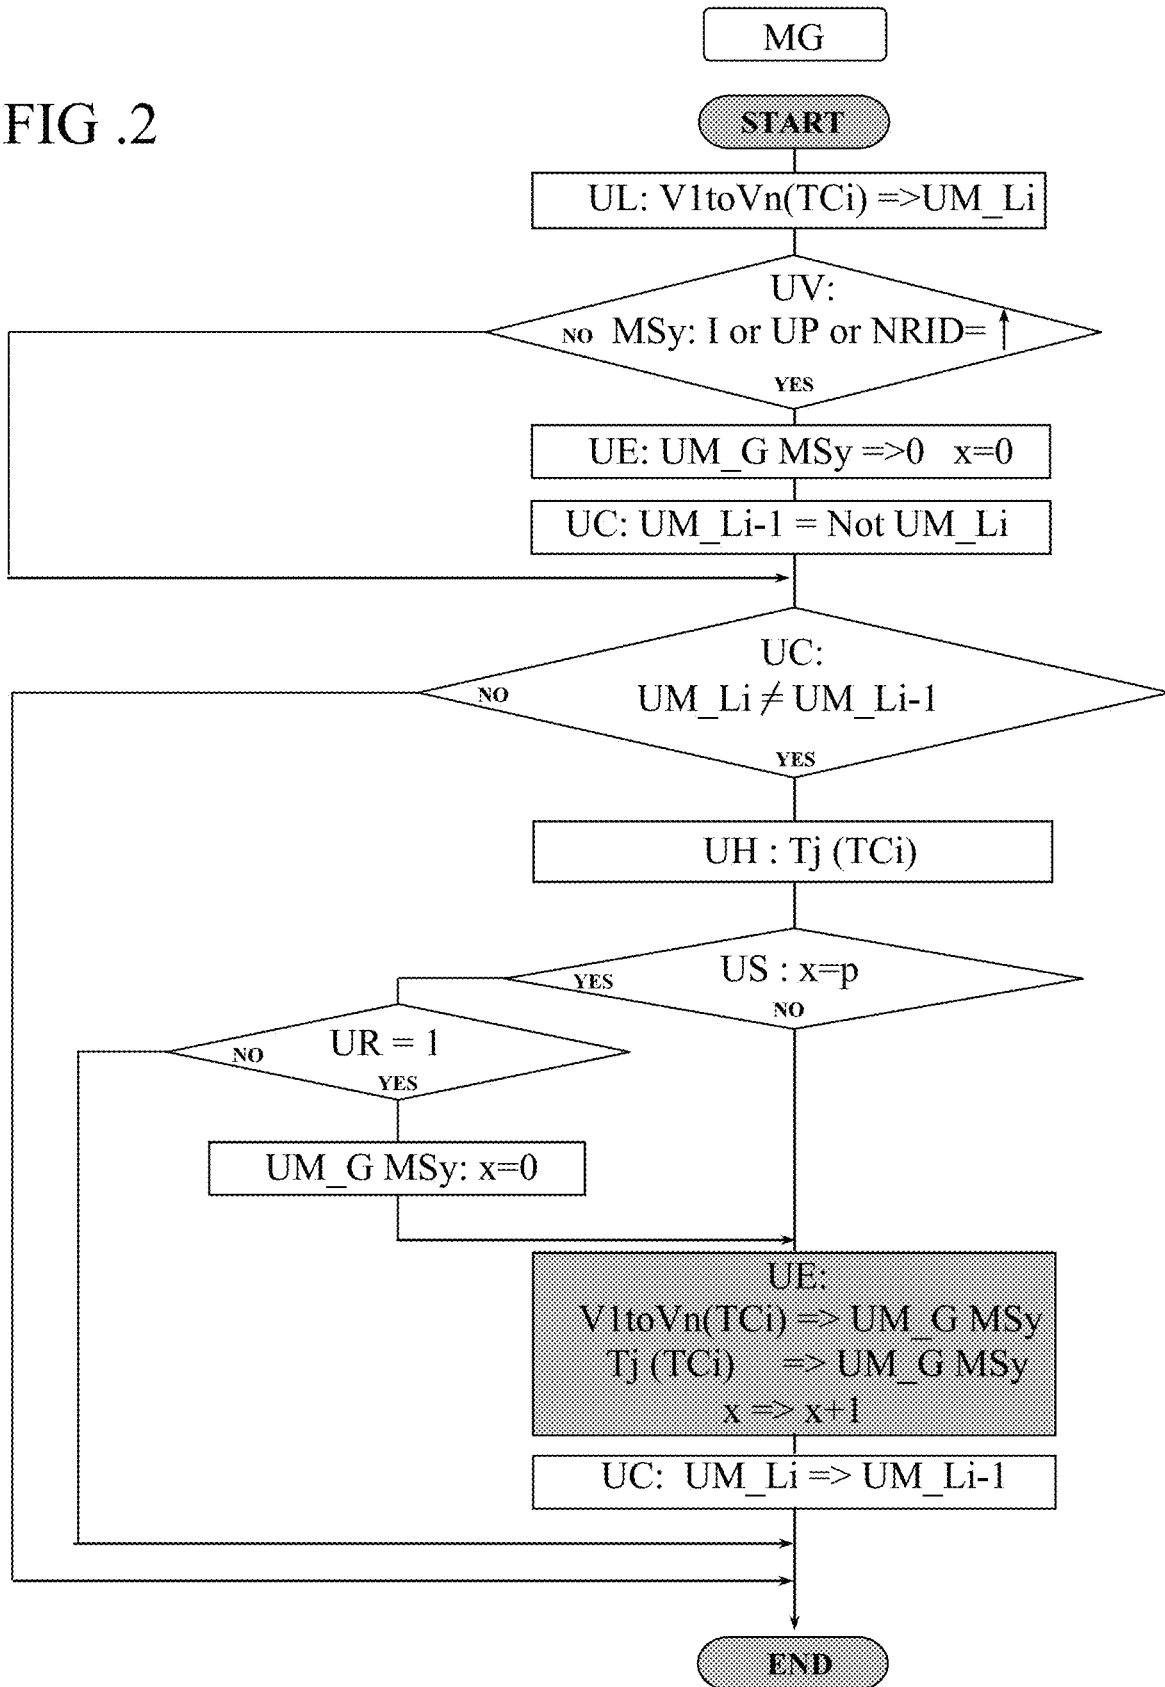 MG
FIG .2
START
UL: V1toVn(TCi) =>UM_Li
UV:
NO MSy: I or UP or NRID= ↑
YES
UE: UM_G MSy =>0 x=0
UC: UM_Li-1 = Not UM_Li
UC:
NO UM_Li ≠ UM_Li-1
YES
UH : Tj (TCi)
YES US : x=p
NO
NO UR = 1
YES
UM_G MSy: x=0
UE:
V1toVn(TCi) => UM_G MSy
Tj (TCi) => UM_G MSy
x => x+1
UC: UM_Li => UM_Li-1
END